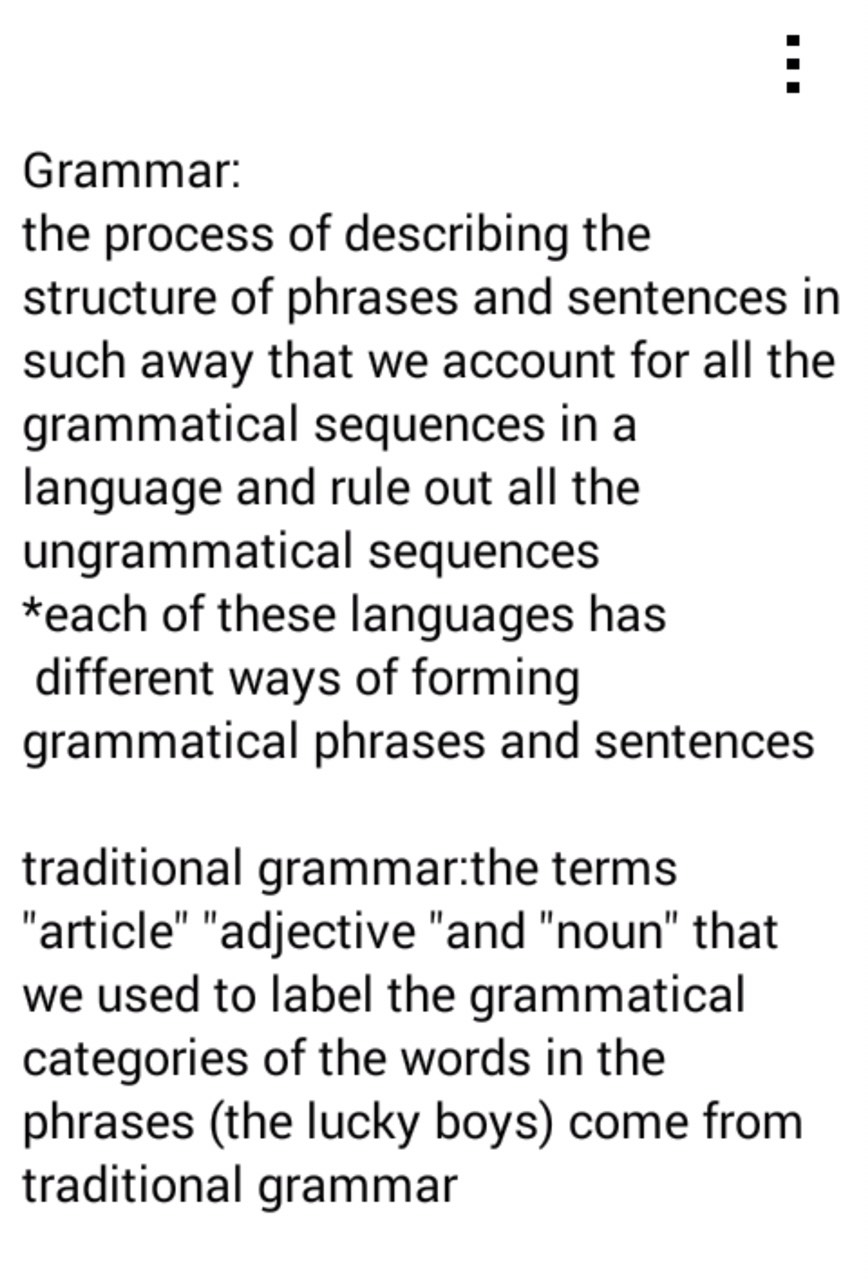 Grammar:
the process of describing the
structure of phrases and sentences in
such away that we account for all the
grammatical sequences in a
language and rule out all the
ungrammatical sequences
*each of these languages has
different ways of forming
grammatical phrases and sentences
traditional grammar:the terms
"article" "adjective "and "noun" that
we used to label the grammatical
categories of the words in the
phrases (the lucky boys) come from
traditional grammar